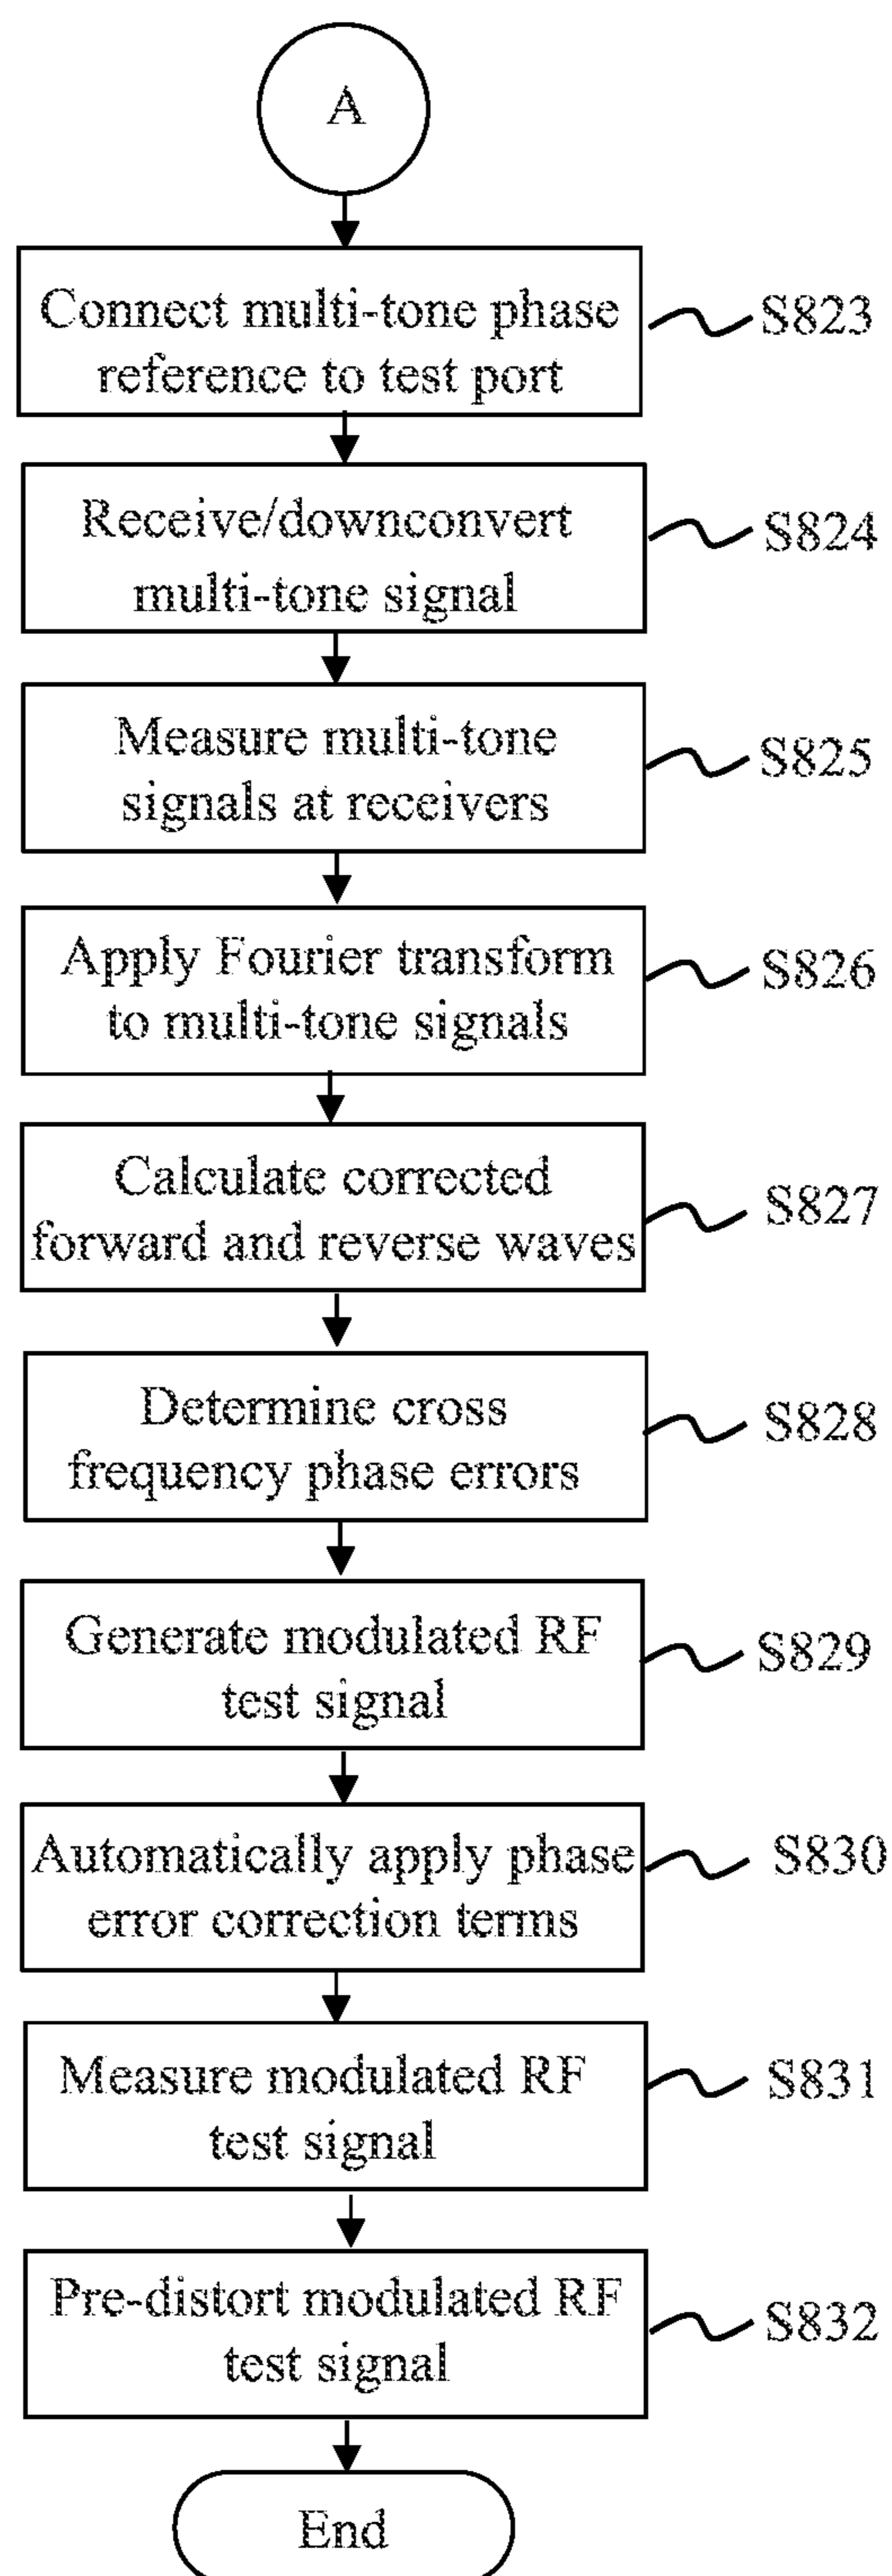 A
Connect multi-tone phase
reference to test port
S823
Receive/downconvert
multi-tone signal
S824
Measure multi-tone
signals at receivers
S825
Apply Fourier transform
to multi-tone signals
S826
Calculate corrected
forward and reverse waves
S827
Determine cross
frequency phase errors
S828
Generate modulated RF
test signal
S829
Automatically apply phase
error correction terms
S830
Measure modulated RF
test signal
S831
Pre-distort modulated RF
test signal
S832
End